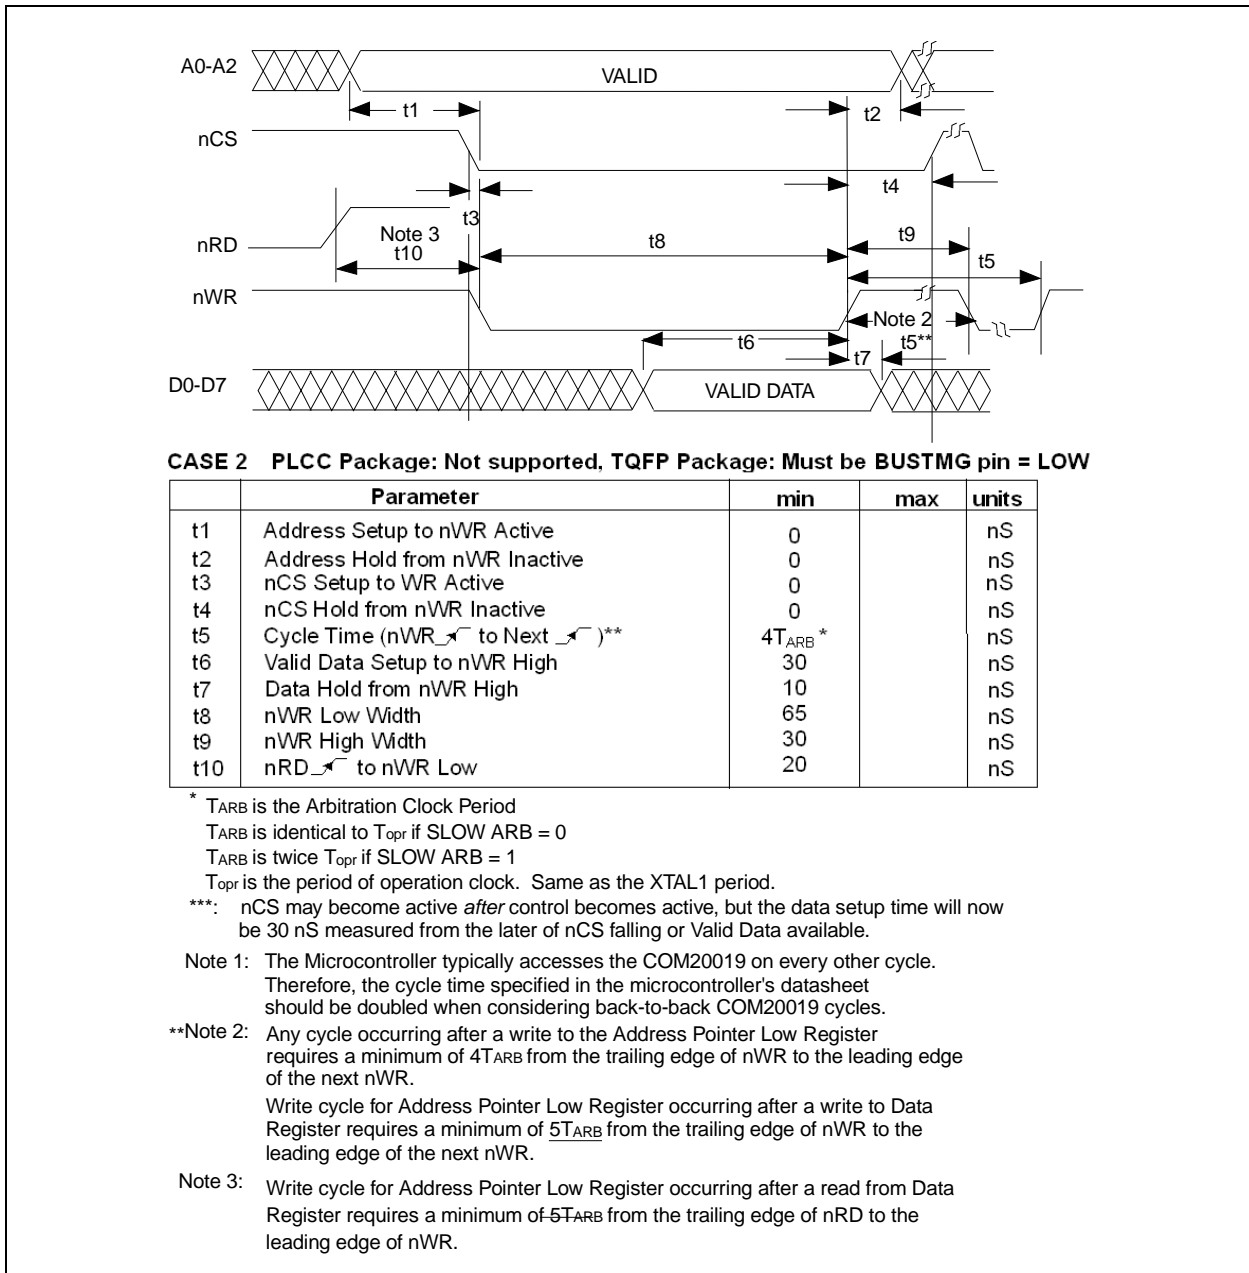 A0-A2
VALID
t1
t2
nCS
t4
t3
nRD
Note 3
t10
t8
t9
t5
nWR
Note 2
t6
t5**
t7
D0-D7
VALID DATA
CASE 2 PLCC Package: Not supported, TQFP Package: Must be BUSTMG pin = LOW
Parameter min max units
t1 Address Setup to nWR Active 0 nS
t2 Address Hold from nWR Inactive 0 nS
t3 nCS Setup to WR Active 0 nS
t4 nCS Hold from nWR Inactive 0 nS
t5 Cycle Time (nWR to Next )** 4TARB* nS
t6 Valid Data Setup to nWR High 30 nS
t7 Data Hold from nWR High 10 nS
t8 nWR Low Width 65 nS
t9 nWR High Width 30 nS
t10 nRD to nWR Low 20 nS
* TARB is the Arbitration Clock Period
TARB is identical to Topr if SLOW ARB = 0
TARB is twice Topr if SLOW ARB = 1
Topr is the period of operation clock. Same as the XTAL1 period.
***: nCS may become active after control becomes active, but the data setup time will now
be 30 nS measured from the later of nCS falling or Valid Data available.
Note 1: The Microcontroller typically accesses the COM20019 on every other cycle.
Therefore, the cycle time specified in the microcontroller's datasheet
should be doubled when considering back-to-back COM20019 cycles.
**Note 2: Any cycle occurring after a write to the Address Pointer Low Register
requires a minimum of 4TARB from the trailing edge of nWR to the leading edge
of the next nWR.
Write cycle for Address Pointer Low Register occurring after a write to Data
Register requires a minimum of 5TARB from the trailing edge of nWR to the
leading edge of the next nWR.
Note 3: Write cycle for Address Pointer Low Register occurring after a read from Data
Register requires a minimum of 5TARB from the trailing edge of nRD to the
leading edge of nWR.